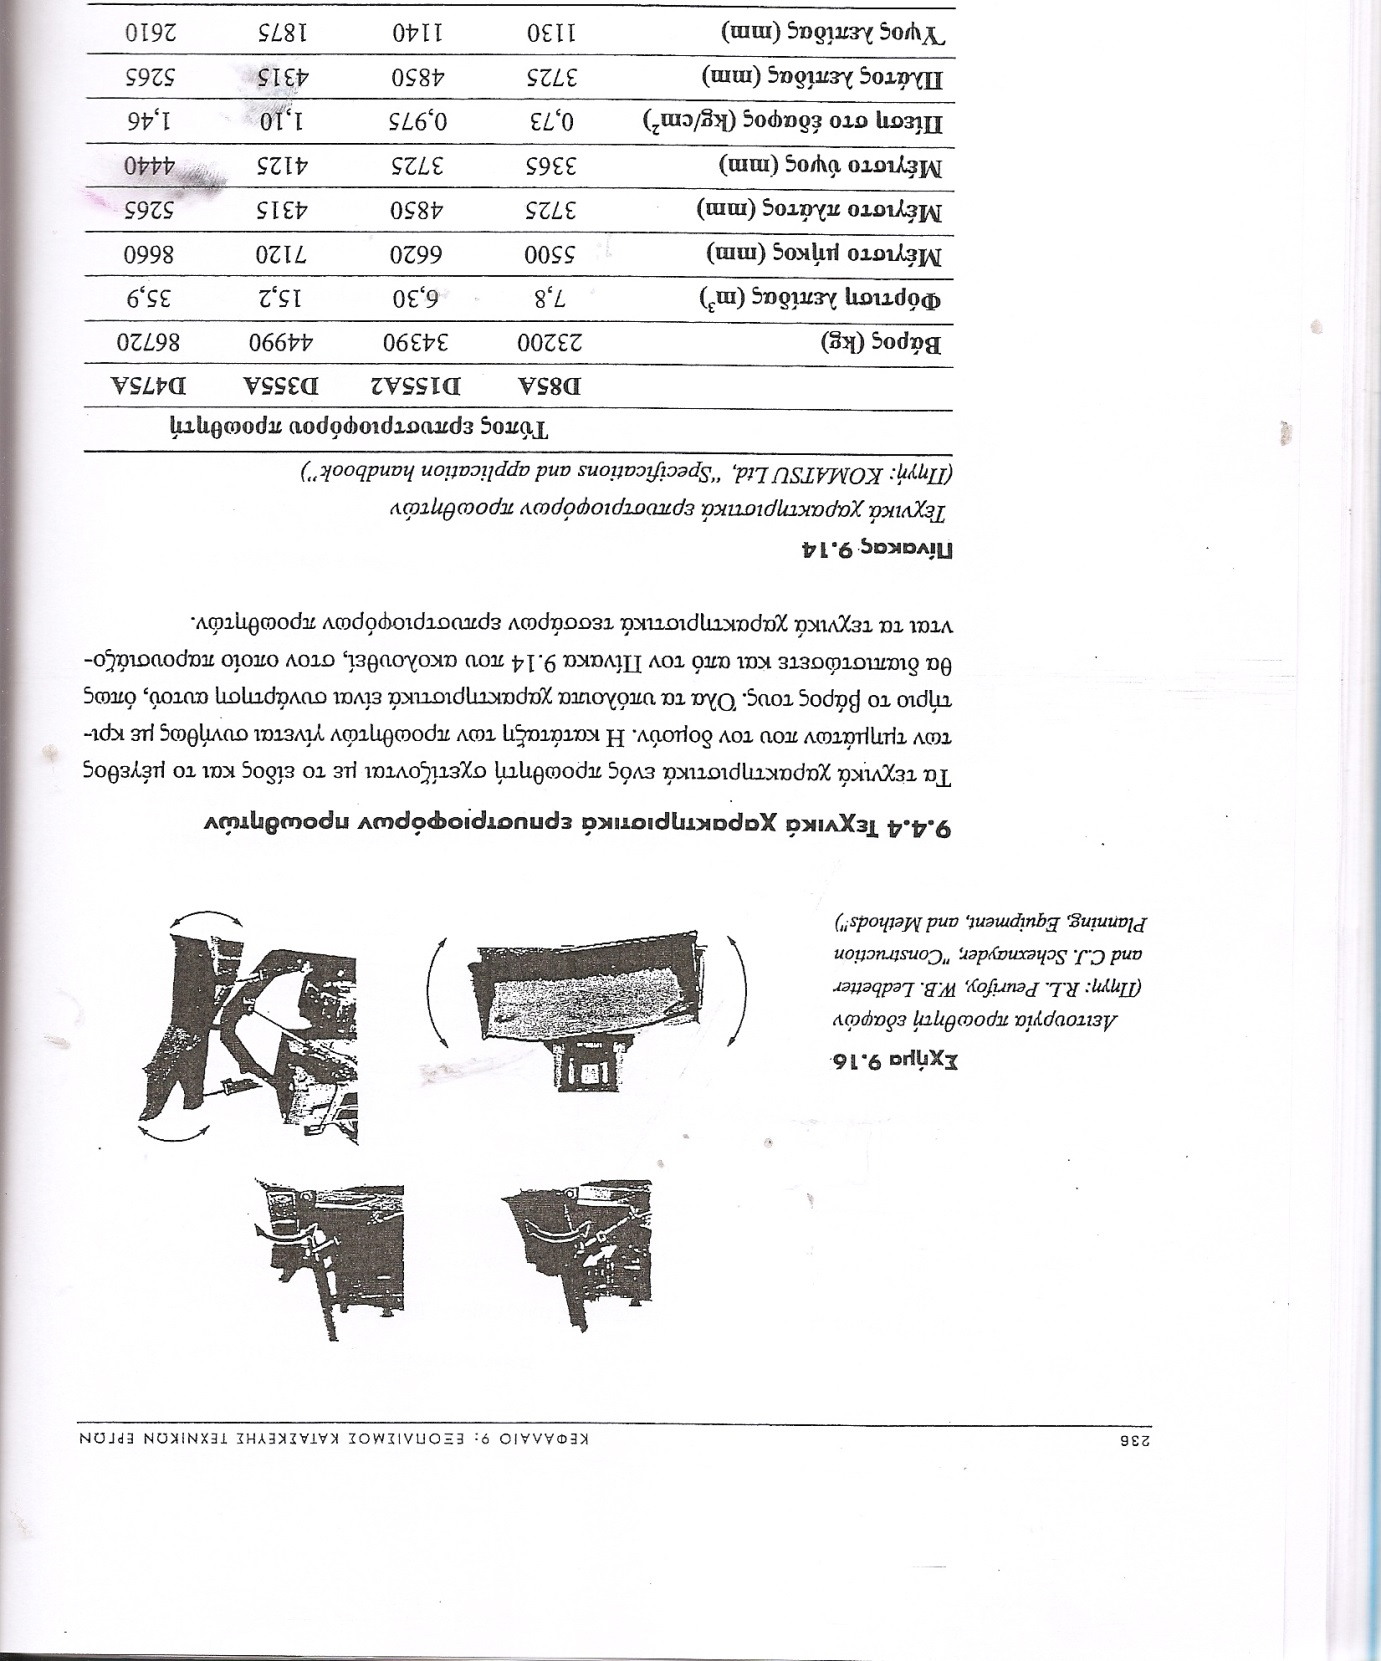 236
ΚΕΦΑΛΑΙΟ 9: ΕΞΟΠΛΙΣΜΟΣ ΚΑΤΑΣΚΕΥΗΣ ΤΕΧΝΙΚΩΝ ΕΡΓΩΝ
Σχήμα 9.16
Λειτουργία προωθητή εδαφών
(Πηγή: R.L. Peurifoy, W.B. Ledbetter
and C.J. Schexnayder, "Construction
Planning, Equipment, and Methods")
9.4.4 Τεχνικά χαρακτηριστικά ερπυστριοφόρων προωθητών
Τα τεχνικά χαρακτηριστικά ενός προωθητή σχετίζονται με το είδος και το μέγεθος
των τμημάτων που τον δομούν. Η κατάταξη των προωθητών γίνεται συνήθως με κρι-
τήριο το βάρος τους. Όλα τα υπόλοιπα χαρακτηριστικά είναι συνάρτηση αυτού, όπως
θα διαπιστώσετε και από τον Πίνακα 9.14 που ακολουθεί, στον οποίο παρουσιάζο-
νται τα τεχνικά χαρακτηριστικά τεσσάρων ερπυστριοφόρων προωθητών.
Πίνακας 9.14
Τεχνικά χαρακτηριστικά ερπυστριοφόρων προωθητών
(Πηγή: KOMATSU Ltd, "Specifications and application handbook")
Τύπος ερπυστριοφόρου προωθητή
D85A D155A2 D355A D475A
Βάρος (kg) 23200 34390 44990 86720
Φόρτιση λεπίδας (m³) 7,8 6,30 15,2 35,9
Μέγιστο μήκος (mm) 5500 6620 7120 8660
Μέγιστο πλάτος (mm) 3725 4850 4315 5265
Μέγιστο ύψος (mm) 3365 3725 4125 4440
Πίεση στο έδαφος (kg/cm²) 0,73 0,975 1,10 1,46
Πλάτος λεπίδας (mm) 3725 4850 4315 5265
Ύψος λεπίδας (mm) 1130 1140 1875 2610